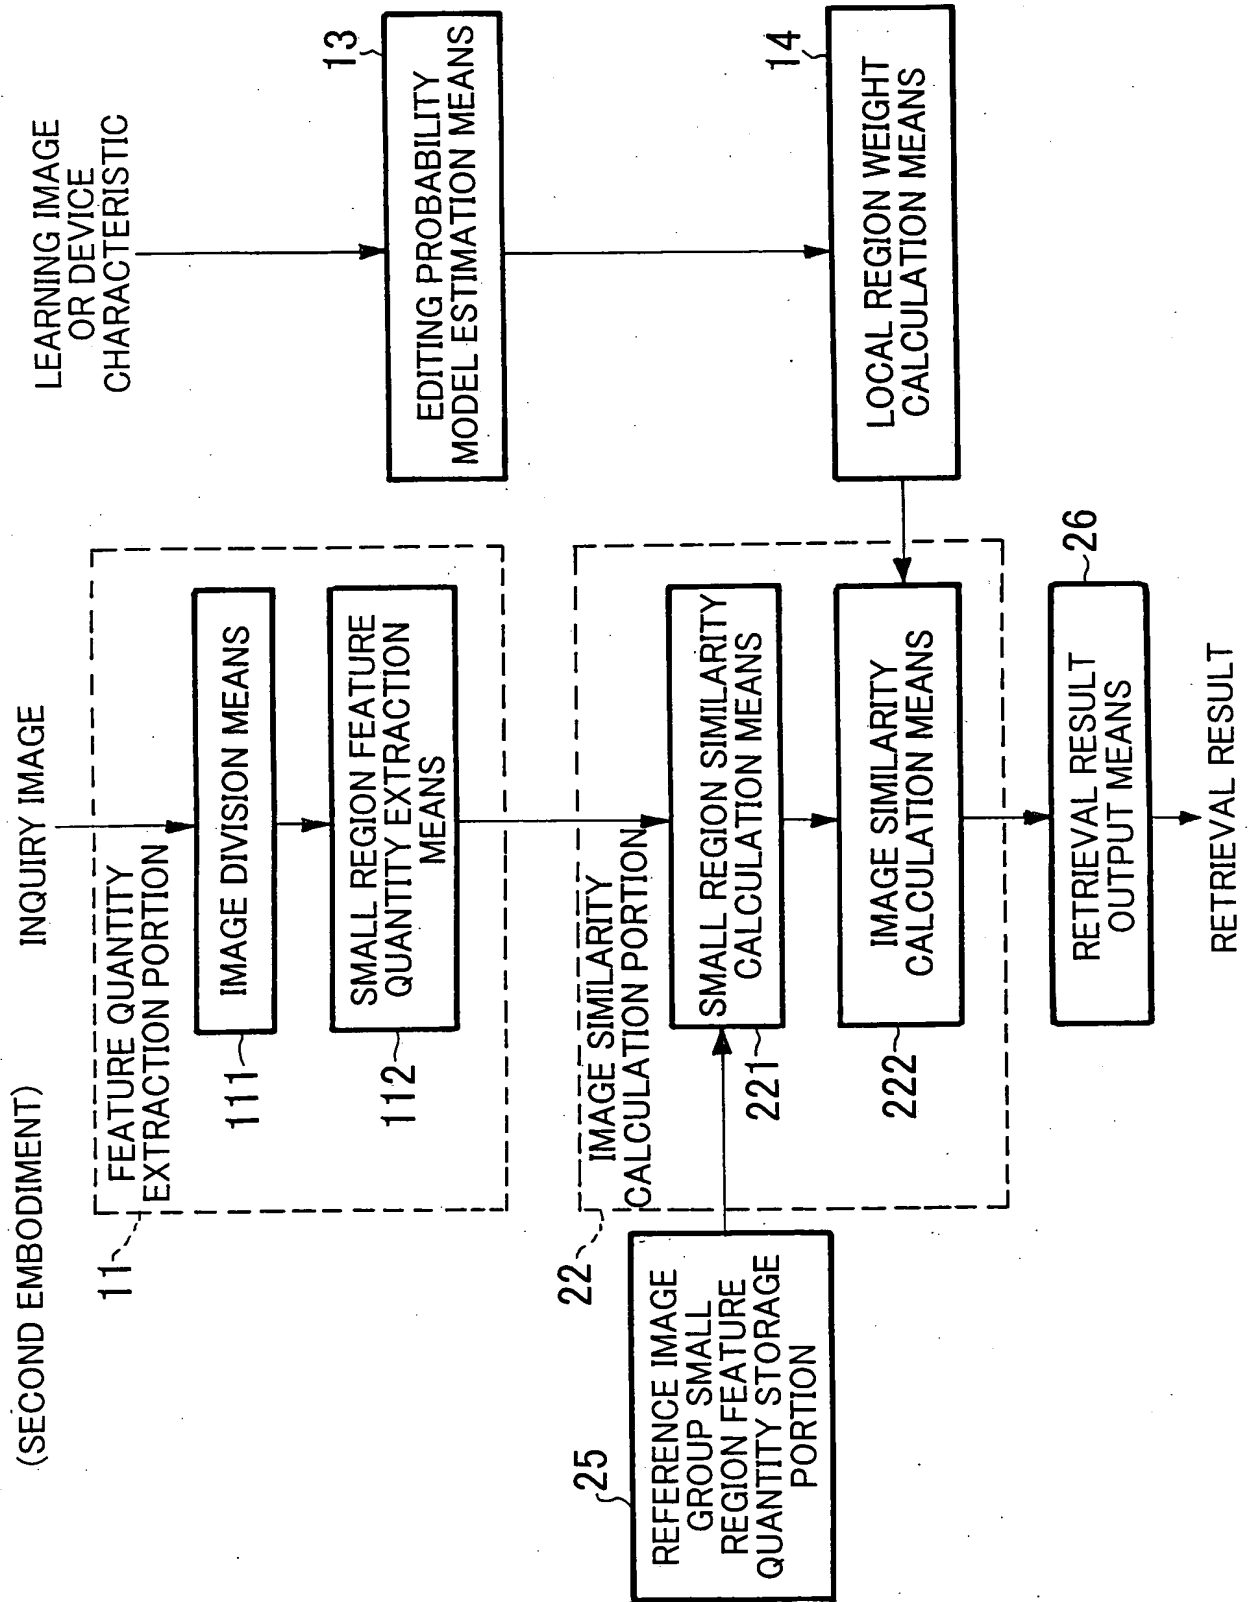 (SECOND EMBODIMENT)
INQUIRY IMAGE
LEARNING IMAGE
OR DEVICE
CHARACTERISTIC
11
FEATURE QUANTITY
EXTRACTION PORTION
IMAGE DIVISION MEANS
111
SMALL REGION FEATURE
QUANTITY EXTRACTION
MEANS
112
13
EDITING PROBABILITY
MODEL ESTIMATION MEANS
22
IMAGE SIMILARITY
CALCULATION PORTION
25
REFERENCE IMAGE
GROUP SMALL
REGION FEATURE
QUANTITY STORAGE
PORTION
SMALL REGION SIMILARITY
CALCULATION MEANS
221
IMAGE SIMILARITY
CALCULATION MEANS
222
14
LOCAL REGION WEIGHT
CALCULATION MEANS
26
RETRIEVAL RESULT
OUTPUT MEANS
RETRIEVAL RESULT